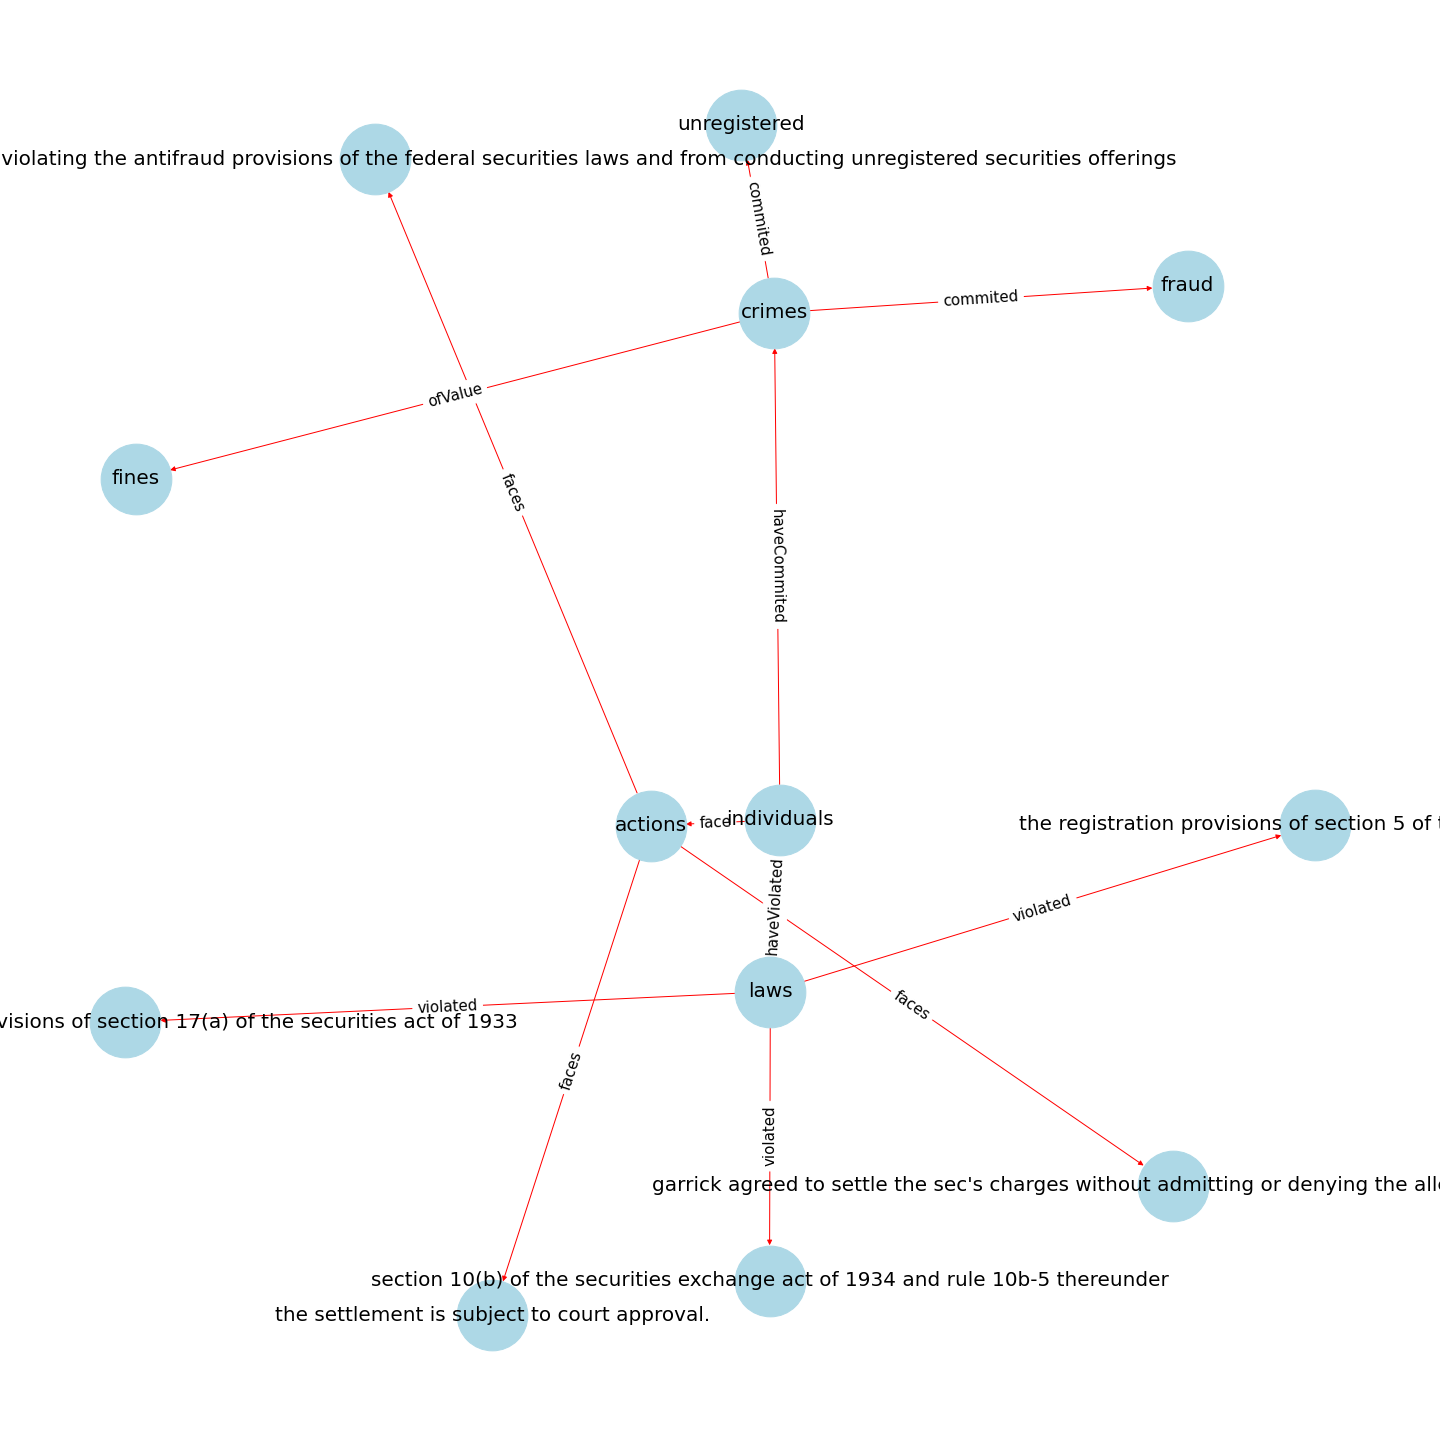 unregistered
violating the antifraud provisions of the federal securities laws and from conducting unregistered securities offerings
commited
fraud
commited
crimes
ofValue
fines
faces
haveCommited
individuals
face
actions
the registration provisions of section 5 of
haveViolated
violated
laws
faces
violated
visions of section 17(a) of the securities act of 1933
faces
violated
garrick agreed to settle the sec's charges without admitting or denying the
section 10(b) of the securities exchange act of 1934 and rule 10b-5 thereunder
the settlement is subject to court approval.